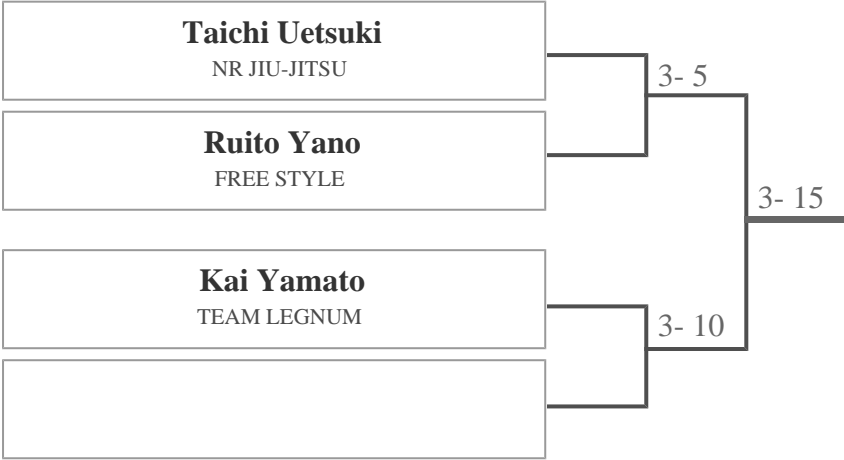 Taichi Uetsuki
NR JIU-JITSU
3- 5
Ruito Yano
FREE STYLE
3- 15
Kai Yamato
TEAM LEGNUM
3- 10